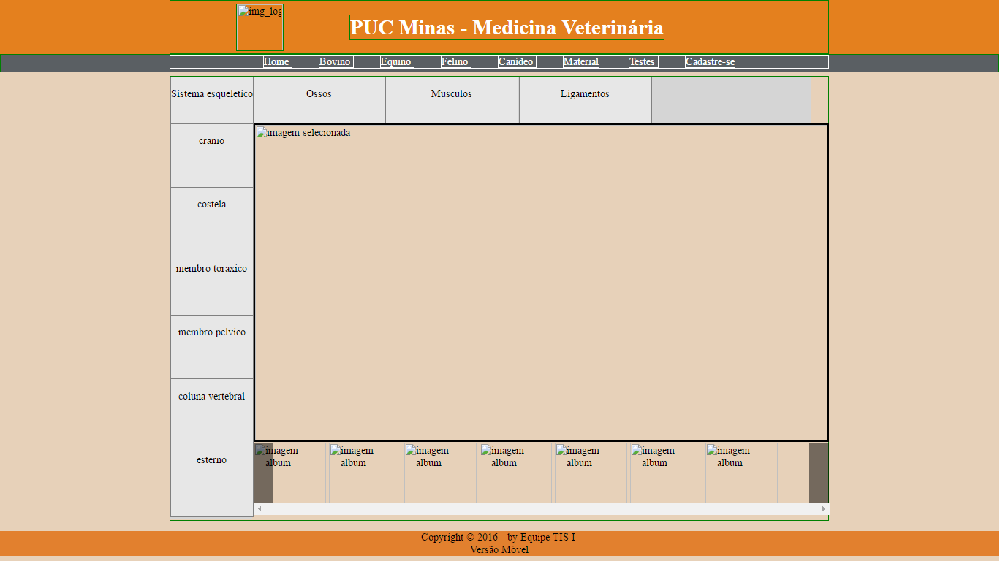 img_log
PUC Minas - Medicina Veterinária
Home Bovino Equino Felino Canídeo Material Testes Cadastre-se
Sistema esqueletico Ossos Musculos Ligamentos
cranio
imagem selecionada
costela
membro toraxico
membro pelvico
coluna vertebral
esterno
imagem album
imagem album
imagem album
imagem album
imagem album
imagem album
imagem album
Copyright © 2016 - by Equipe TIS I
Versão Móvel